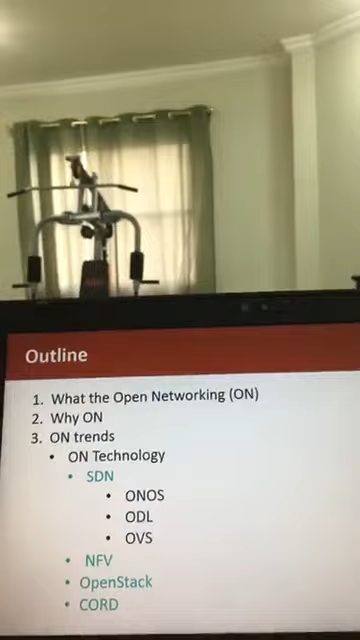 Outline
1. What the Open Networking (ON)
2. Why ON
3. ON trends
• ON Technology
• SDN
• ONOS
• ODL
• OVS
• NFV
• OpenStack
• CORD